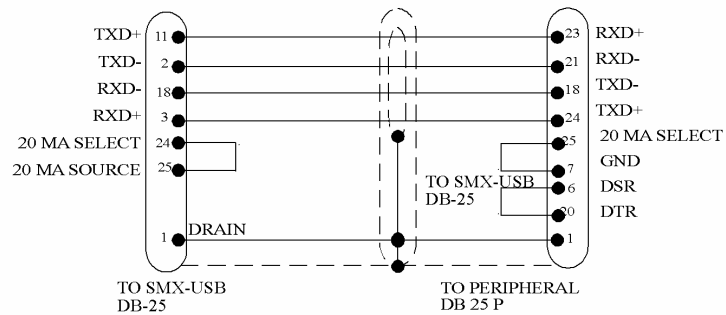 TXD+ 11 23 RXD+
TXD- 2 21 RXD-
RXD- 18 18 TXD-
RXD+ 3 24 TXD+
20 MA SELECT 24 25 20 MA SELECT
20 MA SOURCE 25 7 GND
TO SMX-USB
DB-25
6 DSR
20 DTR
1 DRAIN 1
TO SMX-USB
DB-25
TO PERIPHERAL
DB 25 P